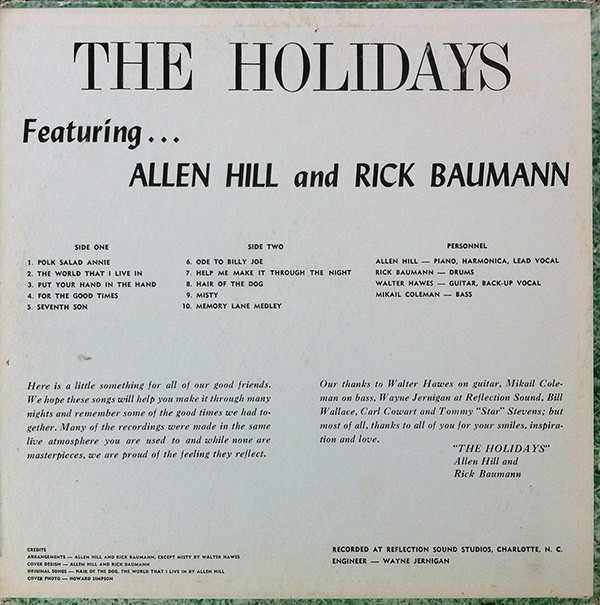 THE HOLIDAYS
Featuring...
ALLEN HILL and RICK BAUMANN
SIDE ONE
1. POLK SALAD ANNIE
2. THE WORLD THAT I LIVE IN
3. PUT YOUR HAND IN THE HAND
4. FOR THE GOOD TIMES
5. SEVENTH SON
SIDE TWO
6. ODE TO BILLY JOE
7. HELP ME MAKE IT THROUGH THE NIGHT
8. HAIR OF THE DOG
9. MISTY
10. MEMORY LANE MEDLEY
PERSONNEL
ALLEN HILL — PIANO, HARMONICA, LEAD VOCAL
RICK BAUMANN — DRUMS
WALTER HAWES — GUITAR, BACK-UP VOCAL
MIKAIL COLEMAN — BASS
Here is a little something for all of our good friends.
We hope these songs will help you make it through many
nights and remember some of the good times we had to-
gether. Many of the recordings were made in the same
live atmosphere you are used to and while none are
masterpieces, we are proud of the feeling they reflect.
Our thanks to Walter Hawes on guitar, Mikail Cole-
man on bass, Wayne Jernigan at Reflection Sound, Bill
Wallace, Carl Cowart and Tommy "Star" Stevens; but
most of all, thanks to all of you for your smiles, inspira-
tion and love.
"THE HOLIDAYS"
Allen Hill and
Rick Baumann
CREDITS
ARRANGEMENTS — ALLEN HILL AND RICK BAUMANN, EXCEPT MISTY BY WALTER HAWES
COVER DESIGN — ALLEN HILL AND RICK BAUMANN
ORIGINAL SONGS — HAIR OF THE DOG, THE WORLD THAT I LIVE IN BY ALLEN HILL
COVER PHOTO — HOWARD SIMPSON
RECORDED AT REFLECTION SOUND STUDIOS, CHARLOTTE, N. C.
ENGINEER — WAYNE JERNIGAN